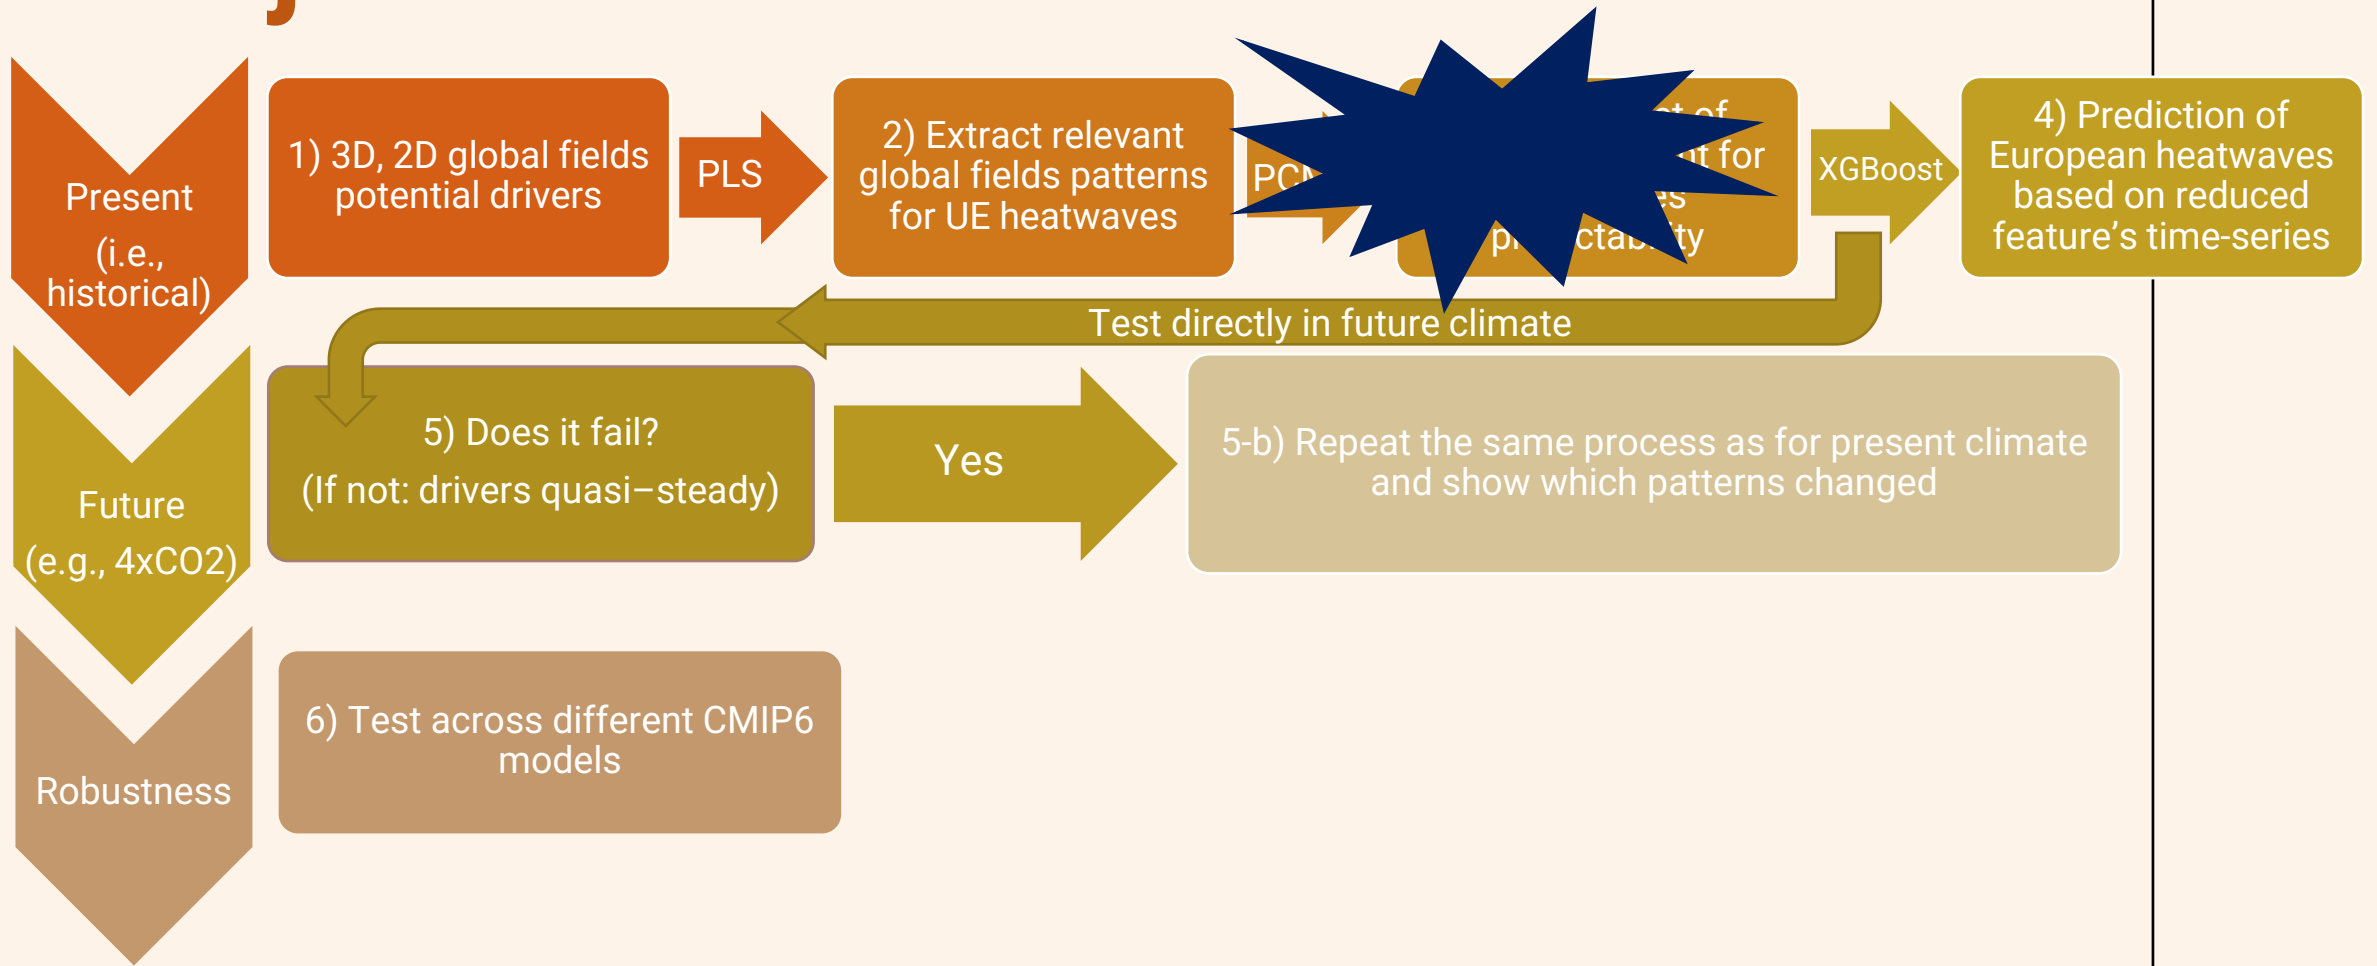 Present
(i.e.,
historical)
1) 3D, 2D global fields
potential drivers
PLS
2) Extract relevant
global fields patterns
for UE heatwaves
of
for
XGBoost
4) Prediction of
European heatwaves
based on reduced
feature’s time-series
Test directly in future climate
Future
(e.g., 4xCO2)
5) Does it fail?
(If not: drivers quasi–steady)
Yes
5-b) Repeat the same process as for present climate
and show which patterns changed
Robustness
6) Test across different CMIP6
models